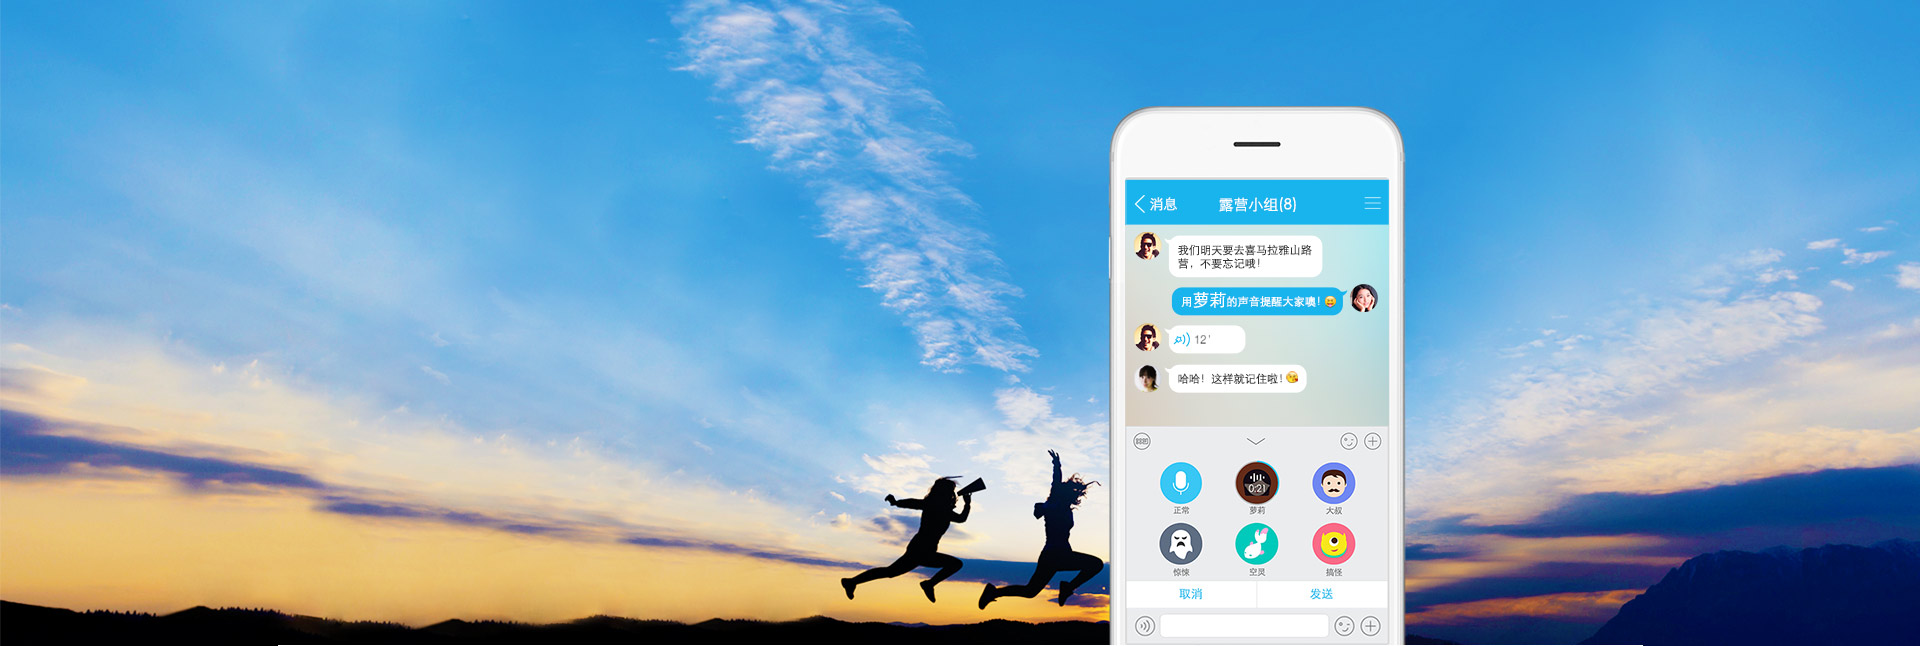 消息
露营小组(8)
我们明天要去喜马拉雅山路
营，不要忘记哦！
用萝莉的声音提醒大家噢！
12'
哈哈！这样就记住啦！
0:21
正常
萝莉
大叔
惊悚
空灵
搞怪
取消
发送